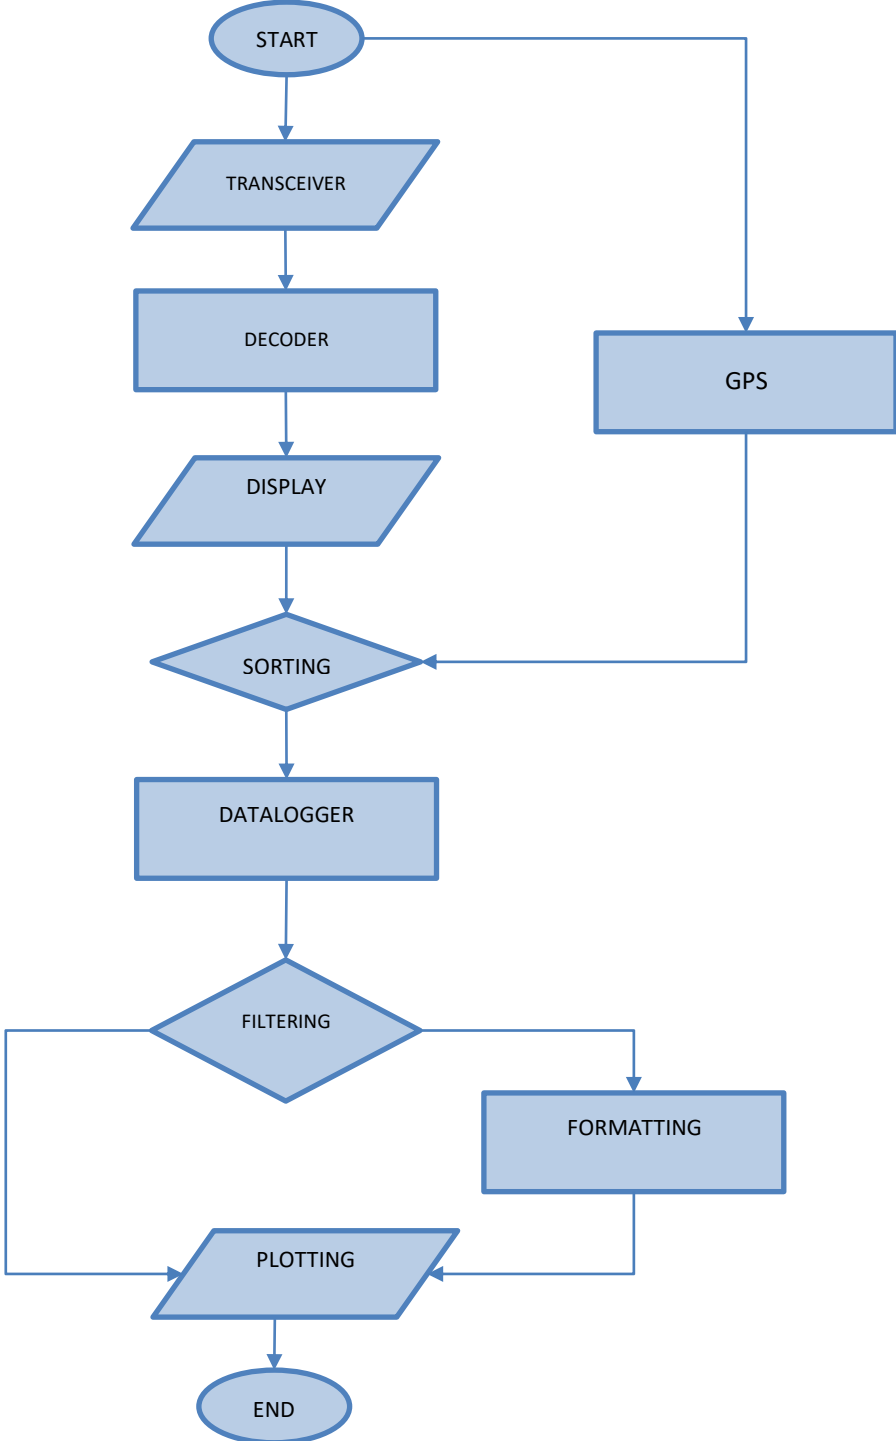 START
TRANSCEIVER
DECODER
GPS
DISPLAY
SORTING
DATALOGGER
FILTERING
FORMATTING
PLOTTING
END